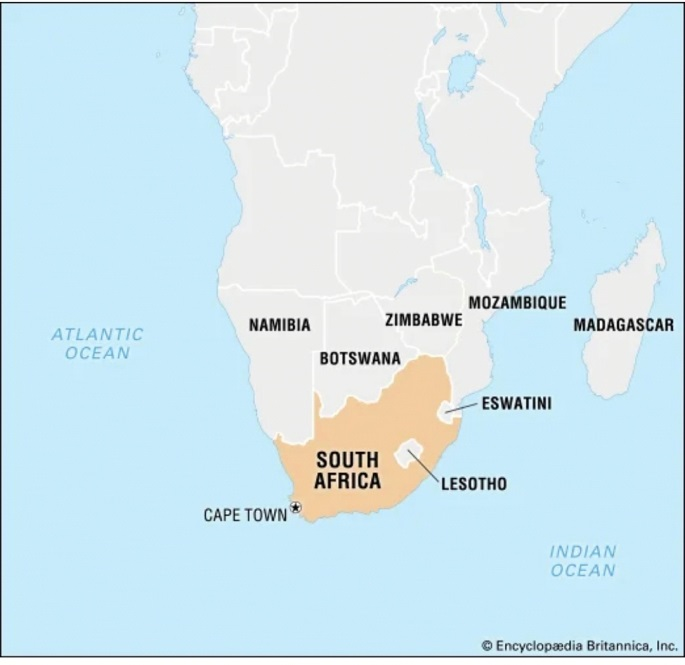 MOZAMBIQUE
NAMIBIA
ZIMBABWE
MADAGASCAR
ATLANTIC
OCEAN
BOTSWANA
ESWATINI
SOUTH
AFRICA
LESOTHO
CAPE TOWN
INDIAN
OCEAN
© Encyclopædia Britannica, Inc.